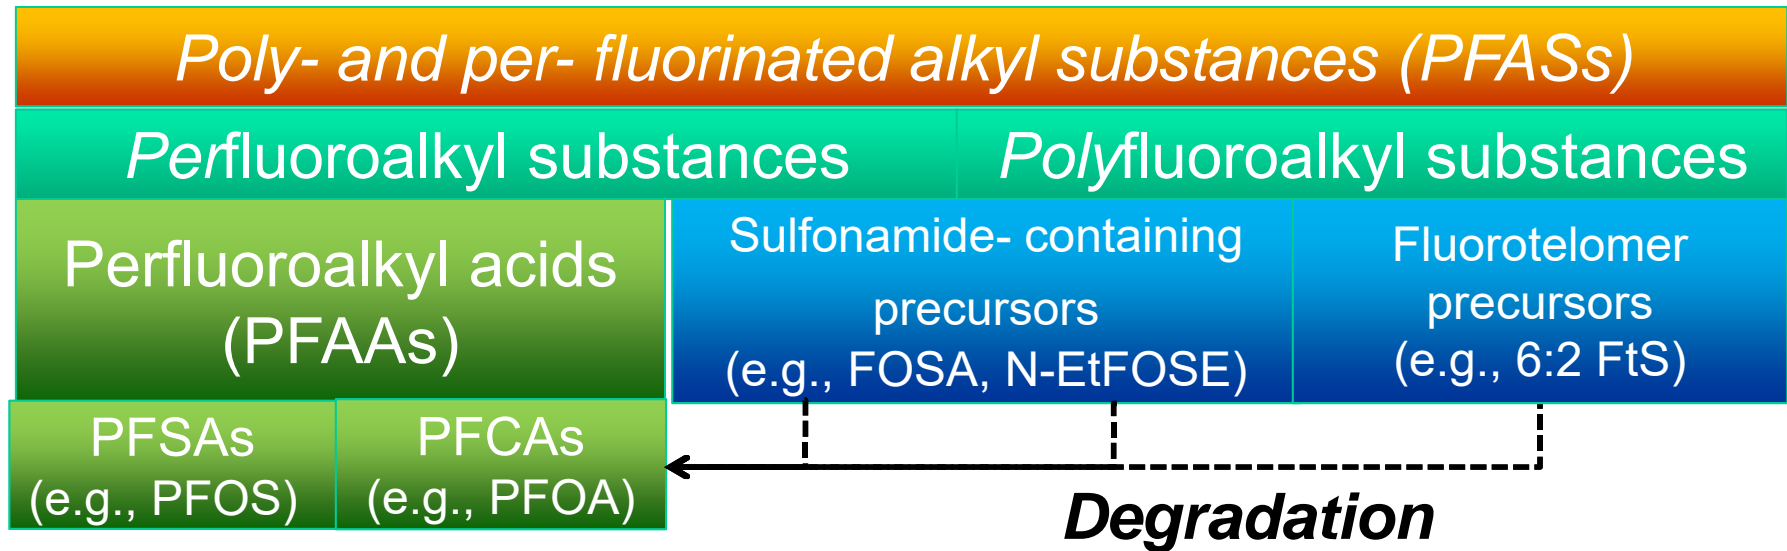 Poly- and per- fluorinated alkyl substances (PFASs)
Perfluoroalkyl substances
Polyfluoroalkyl substances
Perfluoroalkyl acids
(PFAAs)
Sulfonamide- containing
precursors
(e.g., FOSA, N-EtFOSE)
Fluorotelomer
precursors
(e.g., 6:2 FtS)
PFSAs
(e.g., PFOS)
PFCAs
(e.g., PFOA)
Degradation